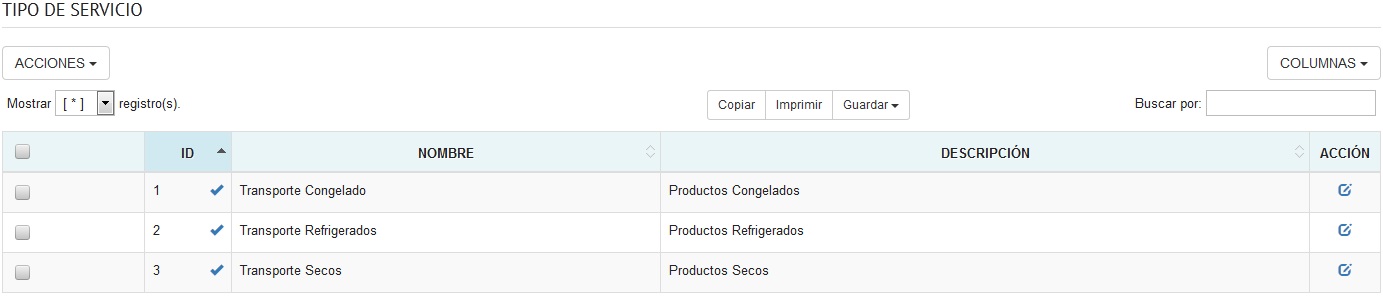 TIPO DE SERVICIO
ACCIONES COLUMNAS
Mostrar [ * ] registro(s). Copiar Imprimir Guardar Buscar por:
ID NOMBRE DESCRIPCIÓN ACCIÓN
1 Transporte Congelado Productos Congelados
2 Transporte Refrigerados Productos Refrigerados
3 Transporte Secos Productos Secos